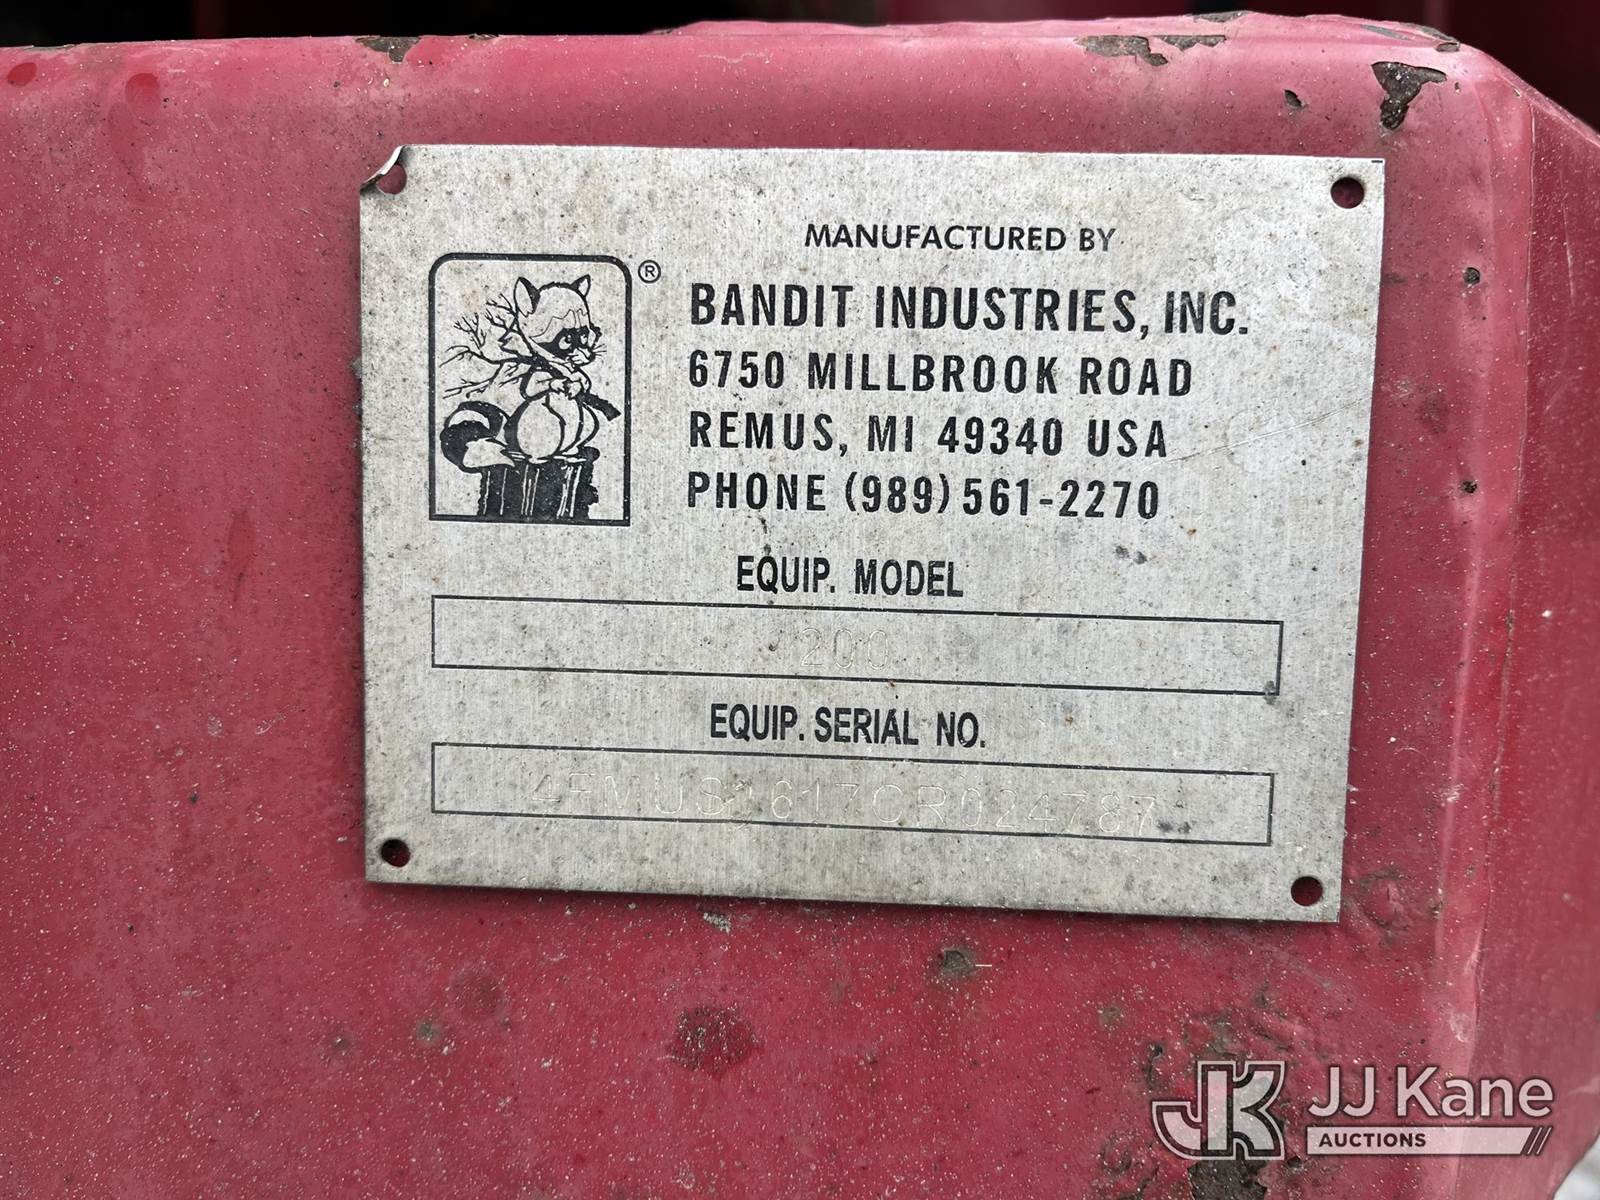 MANUFACTURED BY
BANDIT INDUSTRIES, INC.
6750 MILLBROOK ROAD
REMUS, MI 49340 USA
PHONE (989) 561-2270
®
EQUIP. MODEL
200
EQUIP. SERIAL NO.
JK JJ Kane
AUCTIONS